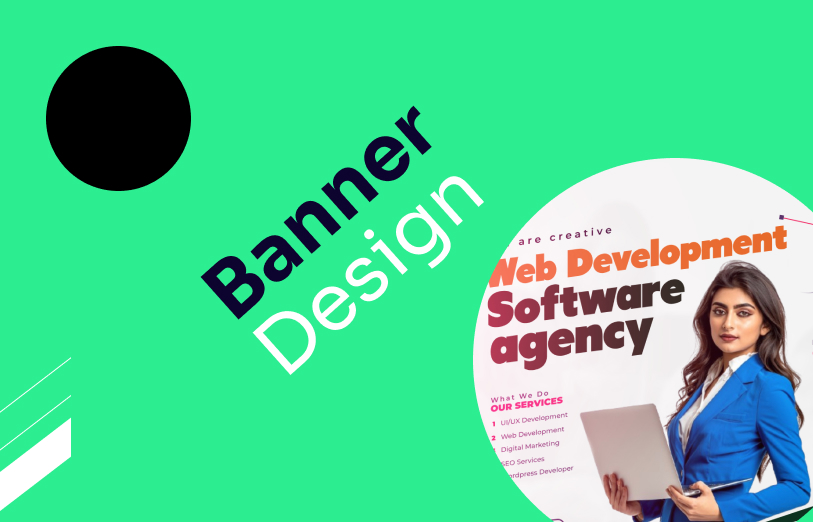 Banner
Design
are creative
Web Development
Software
agency
What We Do
OUR SERVICES
1 UI/UX Development
2 Web Development
Digital Marketing
SEO Services
Wordpress Developer